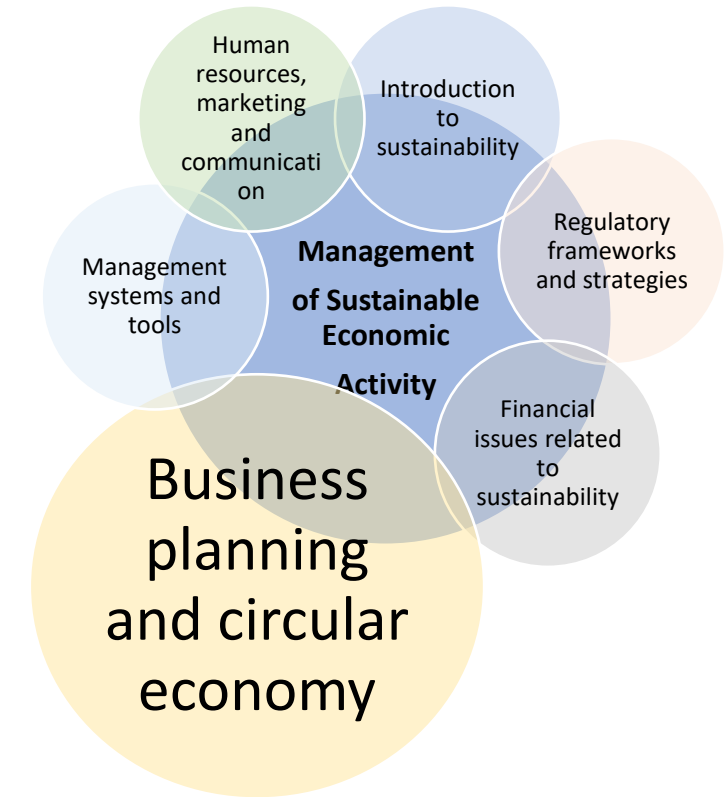 Human
resources,
marketing
and
communicati
on
Introduction
to
sustainability
Regulatory
frameworks
and strategies
Management
systems and
tools
Management
of Sustainable
Economic
Activity
Financial
issues related
to
sustainability
Business
planning
and circular
economy